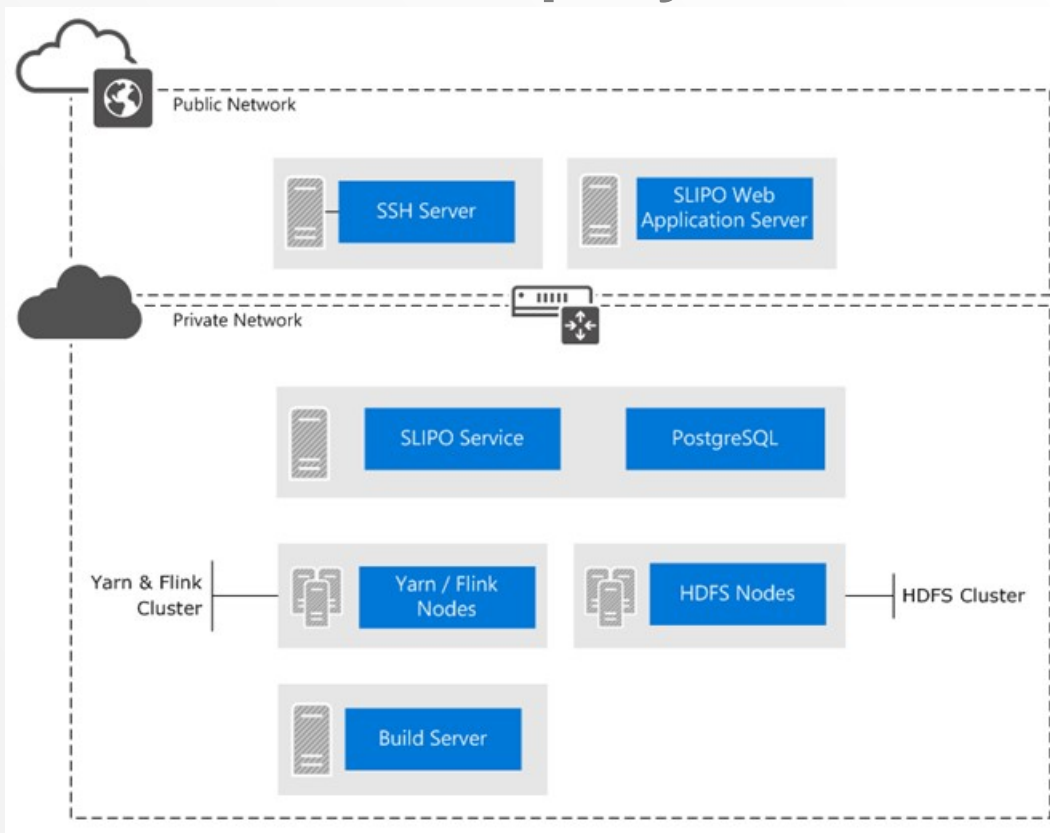 Public Network
SSH Server
SLIPO Web
Application Server
Private Network
SLIPO Service
PostgreSQL
Yarn & Flink
Cluster
Yarn / Flink
Nodes
HDFS Nodes
HDFS Cluster
Build Server